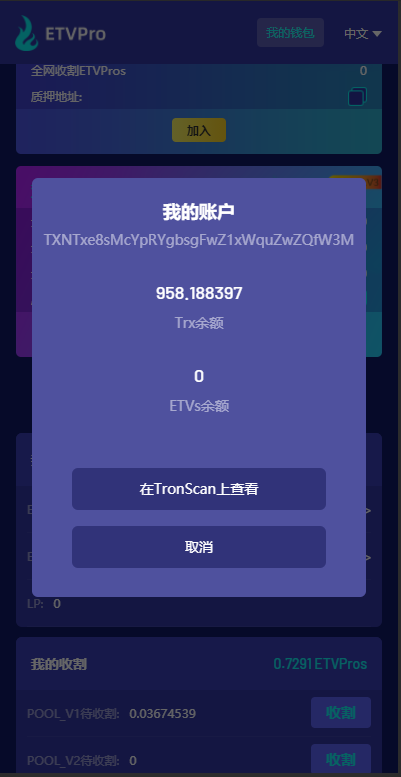 ETVPro
我的钱包
中文
全网收割ETVPros
0
质押地址:
加入
我的账户
TXNTxe8sMcYpRYgbsgFwZ1xWquZwZQfW3M
958.188397
Trx余额
0
ETVs余额
在TronScan上查看
取消
LP: 0
我的收割
0.7291 ETVPros
POOL_V1待收割: 0.03674539
收割
POOL_V2待收割: 0
收割